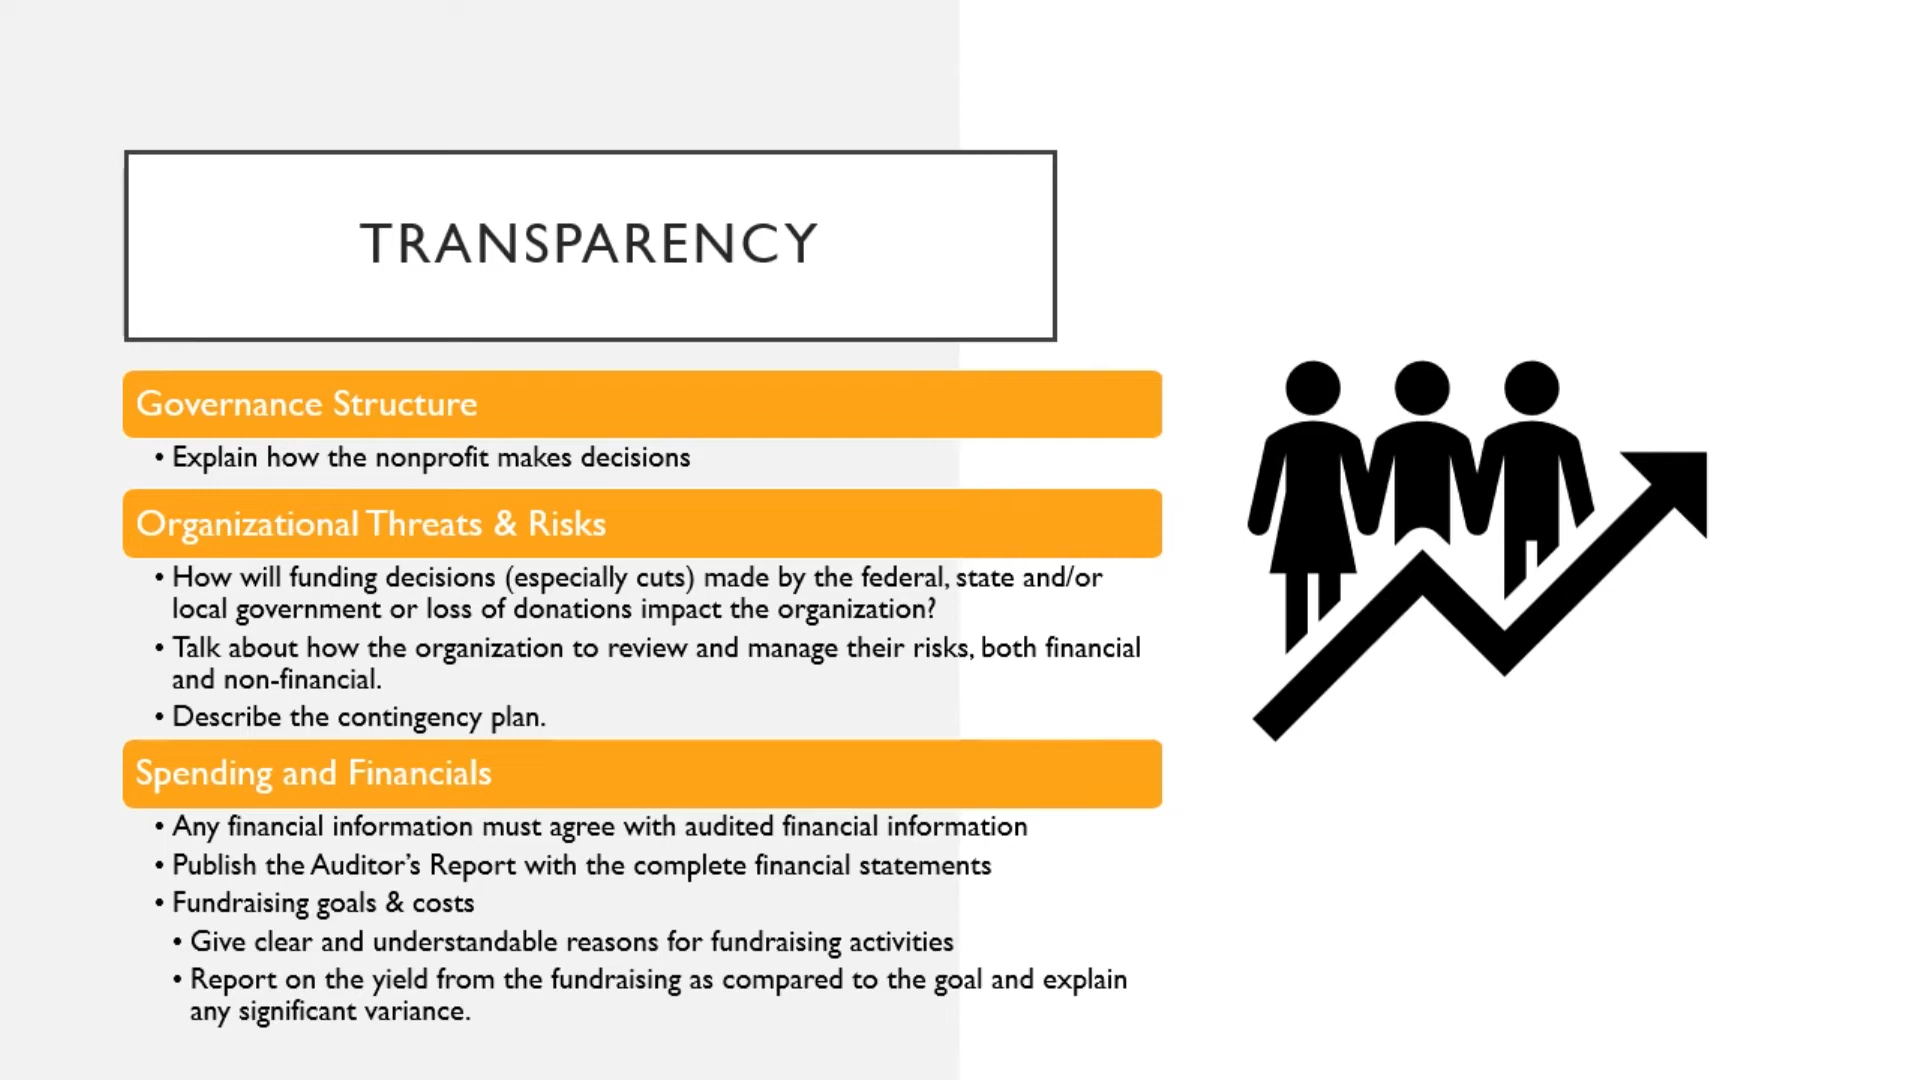 TRANSPARENCY
Governance Structure
• Explain how the nonprofit makes decisions
Organizational Threats & Risks
• How will funding decisions (especially cuts) made by the federal, state and/or
local government or loss of donations impact the organization?
• Talk about how the organization to review and manage their risks, both financial
and non-financial.
• Describe the contingency plan.
Spending and Financials
• Any financial information must agree with audited financial information
• Publish the Auditor’s Report with the complete financial statements
• Fundraising goals & costs
• Give clear and understandable reasons for fundraising activities
• Report on the yield from the fundraising as compared to the goal and explain
any significant variance.